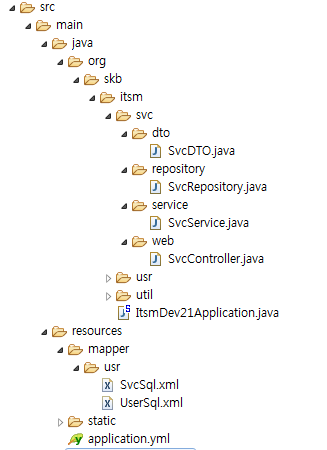 src
main
java
org
skb
itsm
svc
dto
SvcDTO.java
repository
SvcRepository.java
service
SvcService.java
web
SvcController.java
usr
util
ItsmDev21Application.java
resources
mapper
usr
SvcSql.xml
UserSql.xml
static
application.yml